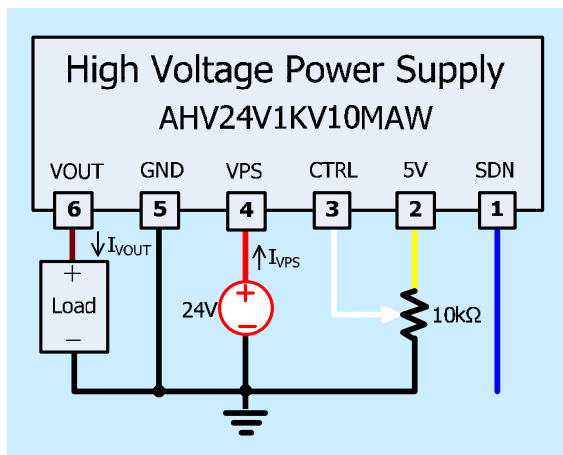 High Voltage Power Supply
AHV24V1KV10MAW
VOUT GND VPS CTRL 5V SDN
6 5 4 3 2 1
↓IVOUT ↑IVPS
+
Load
−
24V
+
−
10kΩ